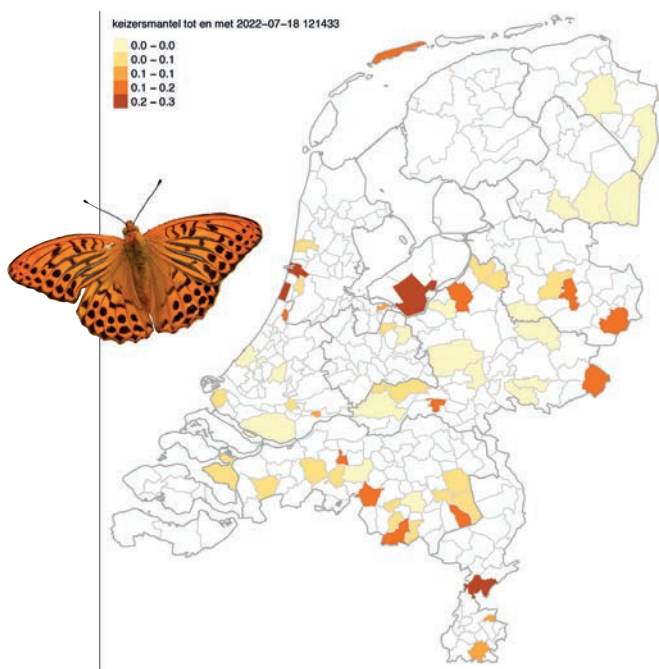 keizersmantel tot en met 2022–07–18 121433
0.0 – 0.0
0.0 – 0.1
0.1 – 0.1
0.1 – 0.2
0.2 – 0.3